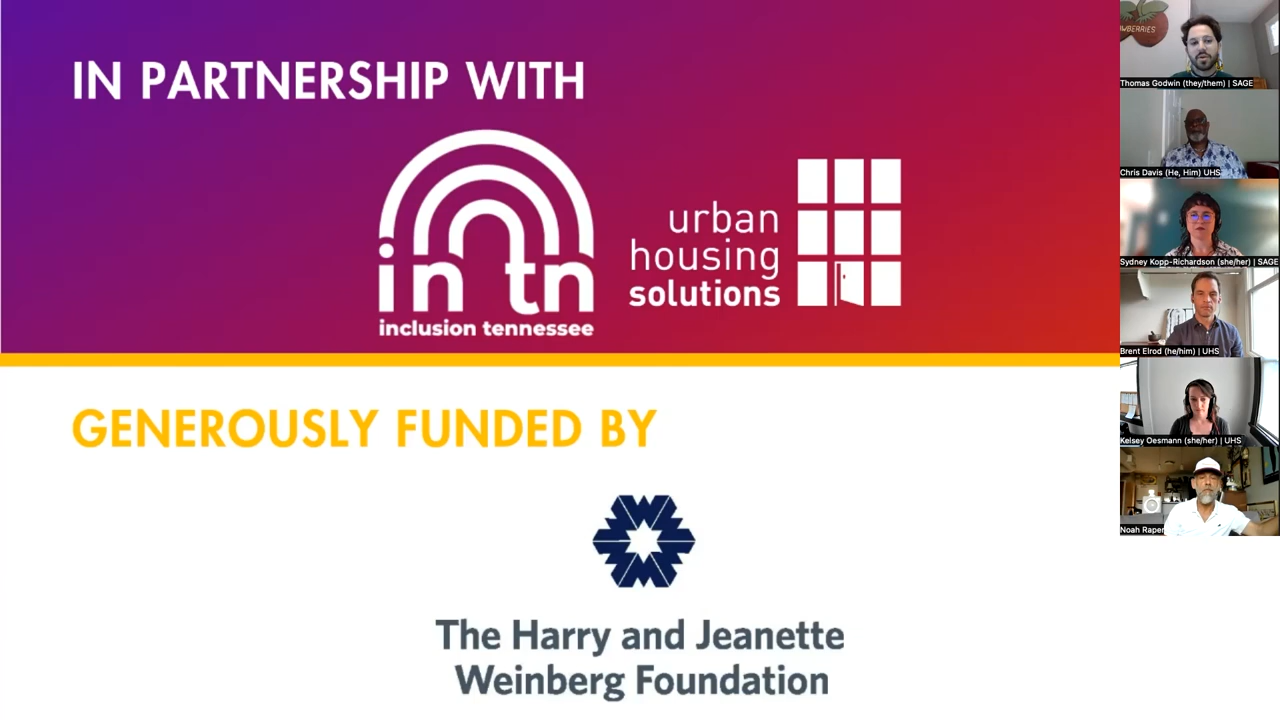 IN PARTNERSHIP WITH
in tn
inclusion tennessee
urban
housing
solutions
GENEROUSLY FUNDED BY
The Harry and Jeanette
Weinberg Foundation
WBERRIES
Thomas Godwin (they/them) | SAGE
Chris Davis (He, Him) UHS
Sydney Kopp-Richardson (she/her) | SAGE
Brent Elrod (he/him) | UHS
Kelsey Oesmann (she/her) | UHS
Noah Raper